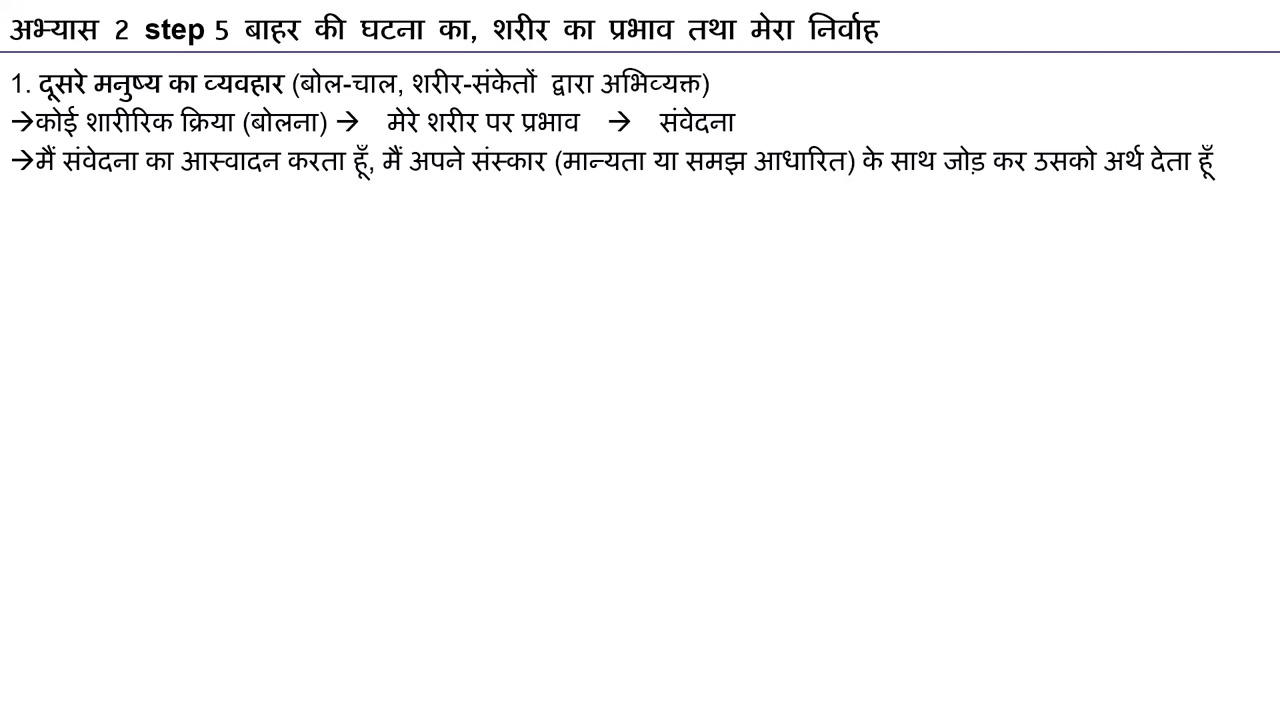 अभ्यास 2 step 5 बाहर की घटना का, शरीर का प्रभाव तथा मेरा निर्वाह
1. दूसरे मनुष्य का व्यवहार (बोल-चाल, शरीर-संकेतों द्वारा अभिव्यक्त)
→कोई शारीरिक क्रिया (बोलना) → मेरे शरीर पर प्रभाव → संवेदना
→मैं संवेदना का आस्वादन करता हूँ, मैं अपने संस्कार (मान्यता या समझ आधारित) के साथ जोड़ कर उसको अर्थ देता हूँ